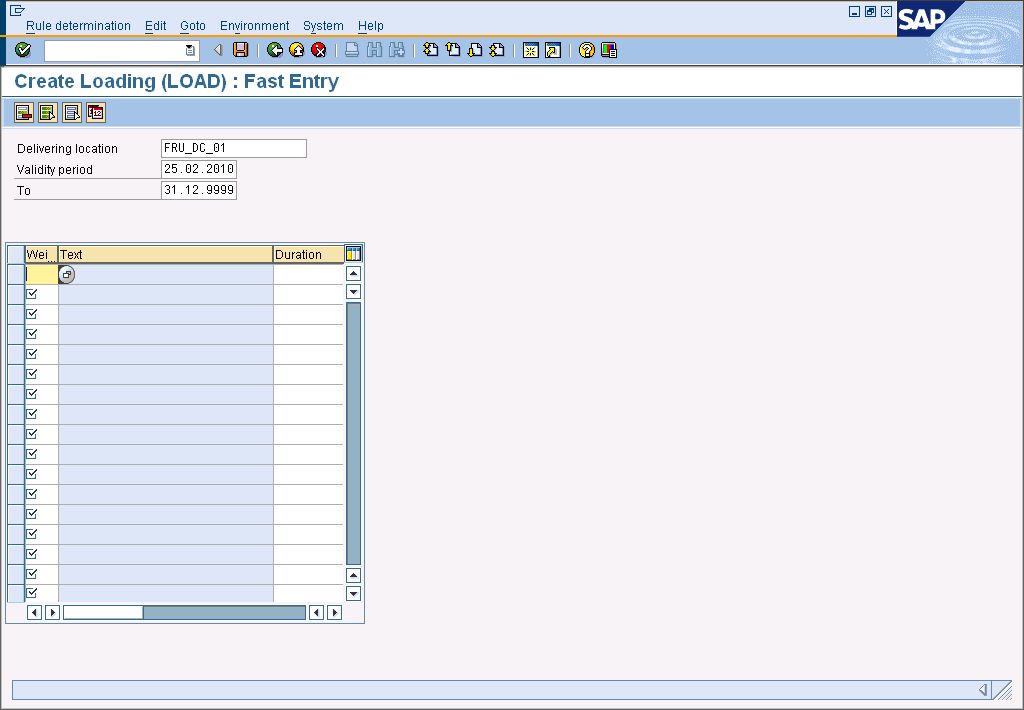 Rule determination Edit Goto Environment System Help
SAP
Create Loading (LOAD) : Fast Entry
12
Delivering location FRU_DC_01
Validity period 25.02.2010
To 31.12.9999
Wei... Text Duration